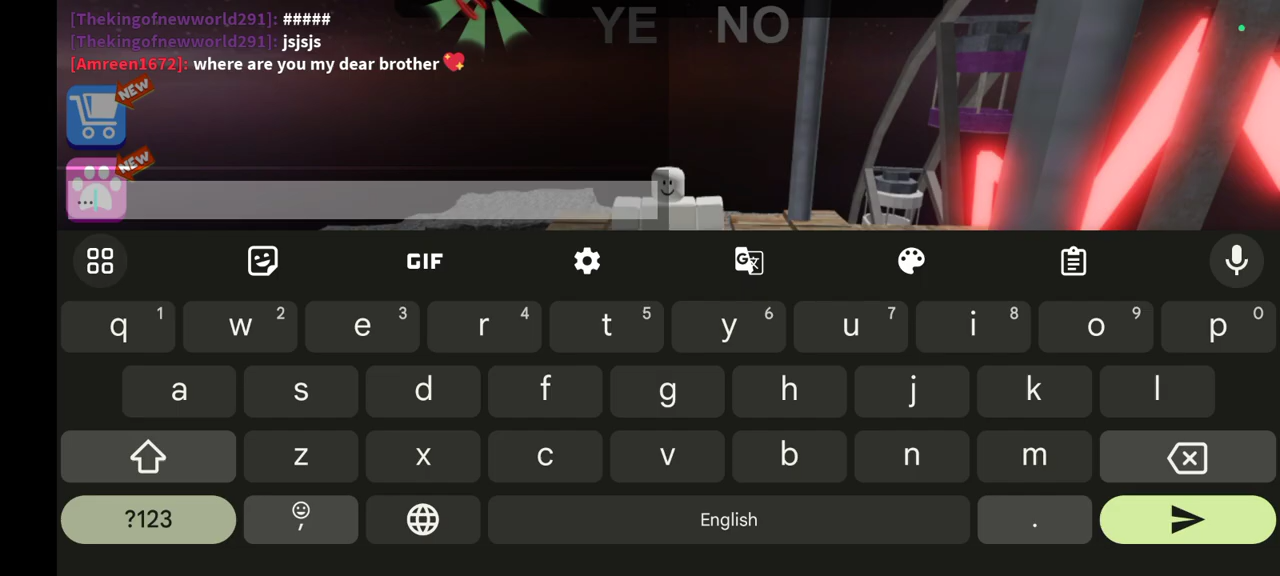 [Thekingofnewworld291]: #####
[Thekingofnewworld291]: jsjsjs
[Amreen1672]: where are you my dear brother 💖
YE NO
NEW
NEW
GIF
q 1 w 2 e 3 r 4 t 5 y 6 u 7 i 8 o 9 p 0
a s d f g h j k l
z x c v b n m
?123 , English .